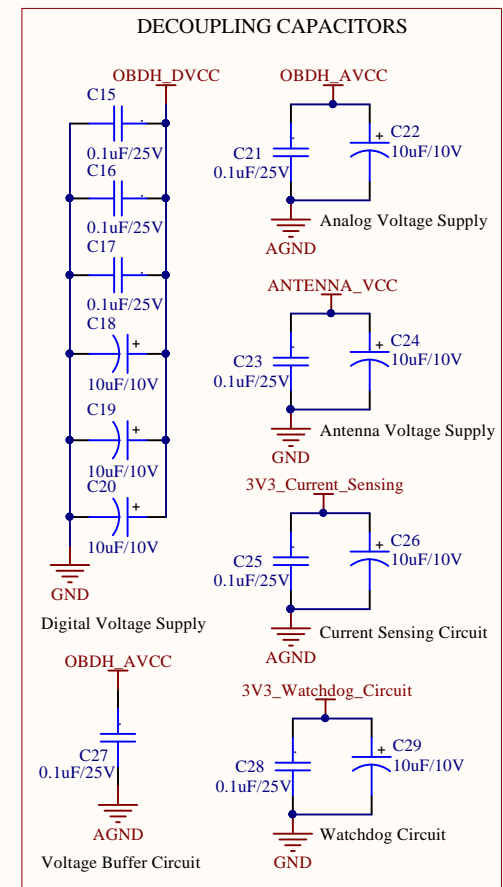 DECOUPLING CAPACITORS
OBDH_DVCC
C15
0.1uF/25V
C16
0.1uF/25V
C17
0.1uF/25V
C18
+
10uF/10V
C19
+
10uF/10V
C20
+
10uF/10V
GND
Digital Voltage Supply
OBDH_AVCC
C21
0.1uF/25V
+
C22
10uF/10V
AGND
Analog Voltage Supply
ANTENNA_VCC
C23
0.1uF/25V
+
C24
10uF/10V
GND
Antenna Voltage Supply
3V3_Current_Sensing
C25
0.1uF/25V
+
C26
10uF/10V
AGND
Current Sensing Circuit
OBDH_AVCC
C27
0.1uF/25V
AGND
Voltage Buffer Circuit
3V3_Watchdog_Circuit
C28
0.1uF/25V
+
C29
10uF/10V
GND
Watchdog Circuit